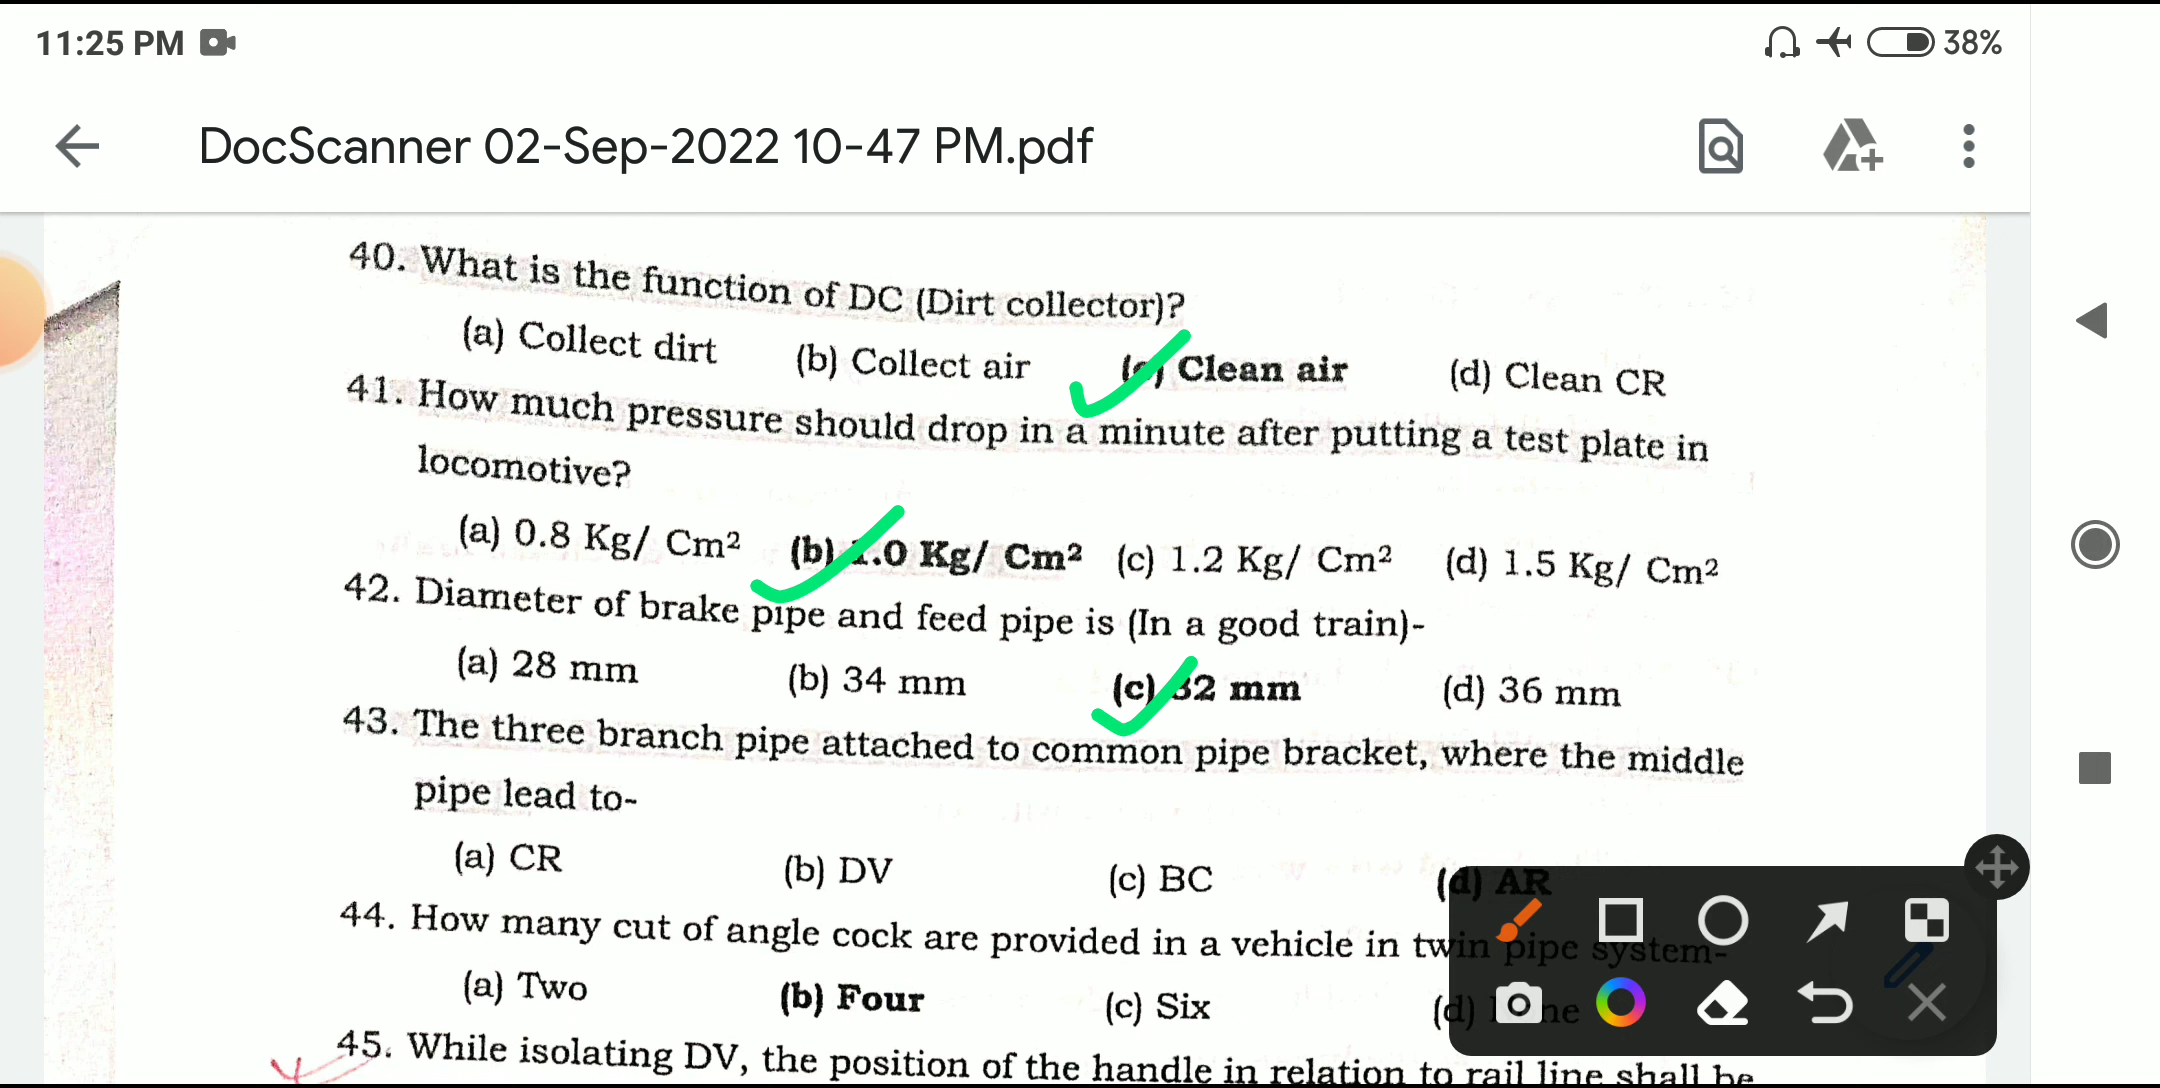 11:25 PM
38%
DocScanner 02-Sep-2022 10-47 PM.pdf
40. What is the function of DC (Dirt collector)?
(a) Collect dirt (b) Collect air (c) Clean air (d) Clean CR
41. How much pressure should drop in a minute after putting a test plate in
locomotive?
(a) 0.8 Kg/ Cm² (b) 1.0 Kg/ Cm² (c) 1.2 Kg/ Cm² (d) 1.5 Kg/ Cm²
42. Diameter of brake pipe and feed pipe is (In a good train)-
(a) 28 mm (b) 34 mm (c) 32 mm (d) 36 mm
43. The three branch pipe attached to common pipe bracket, where the middle
pipe lead to-
(a) CR (b) DV (c) BC (d) AR
44. How many cut of angle cock are provided in a vehicle in twin pipe system-
(a) Two (b) Four (c) Six (d)
45. While isolating DV, the position of the handle in relation to rail line shall be